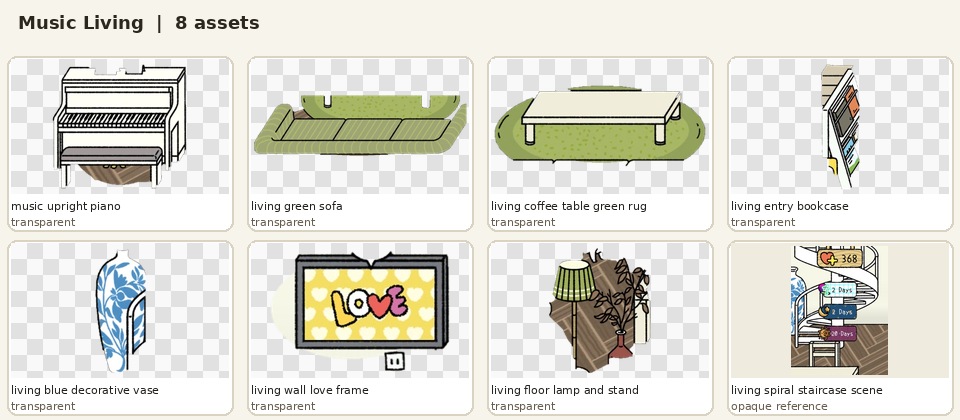 Music Living | 8 assets
music upright piano
transparent
living green sofa
transparent
living coffee table green rug
transparent
living entry bookcase
transparent
LOVE
368
2 Days
2 Days
20 Days
living blue decorative vase
transparent
living wall love frame
transparent
living floor lamp and stand
transparent
living spiral staircase scene
opaque reference